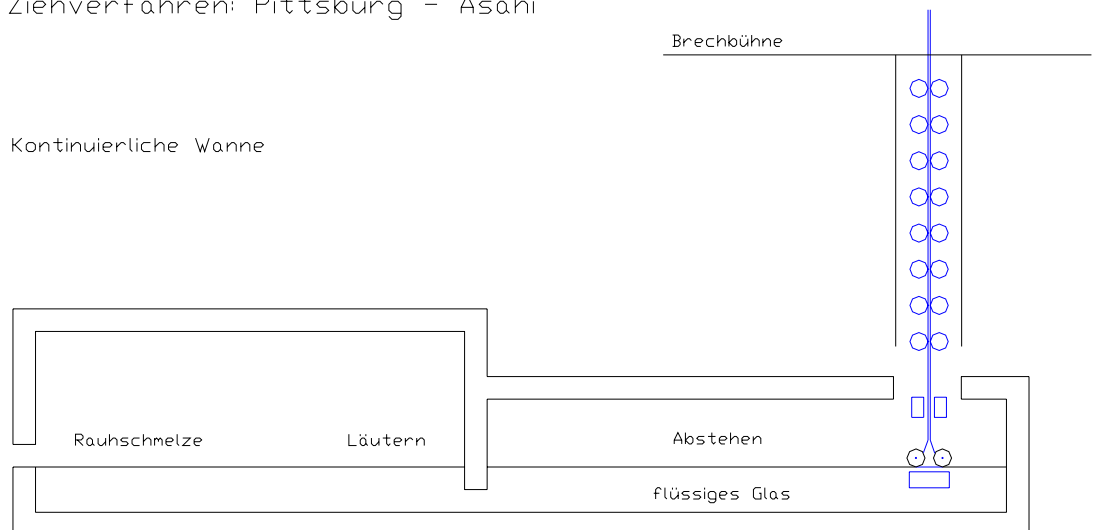 Ziehverfahren: Pittsburg - Asahi
Brechbühne
Kontinuierliche Wanne
Rauhschmelze
Läutern
Abstehen
flüssiges Glas